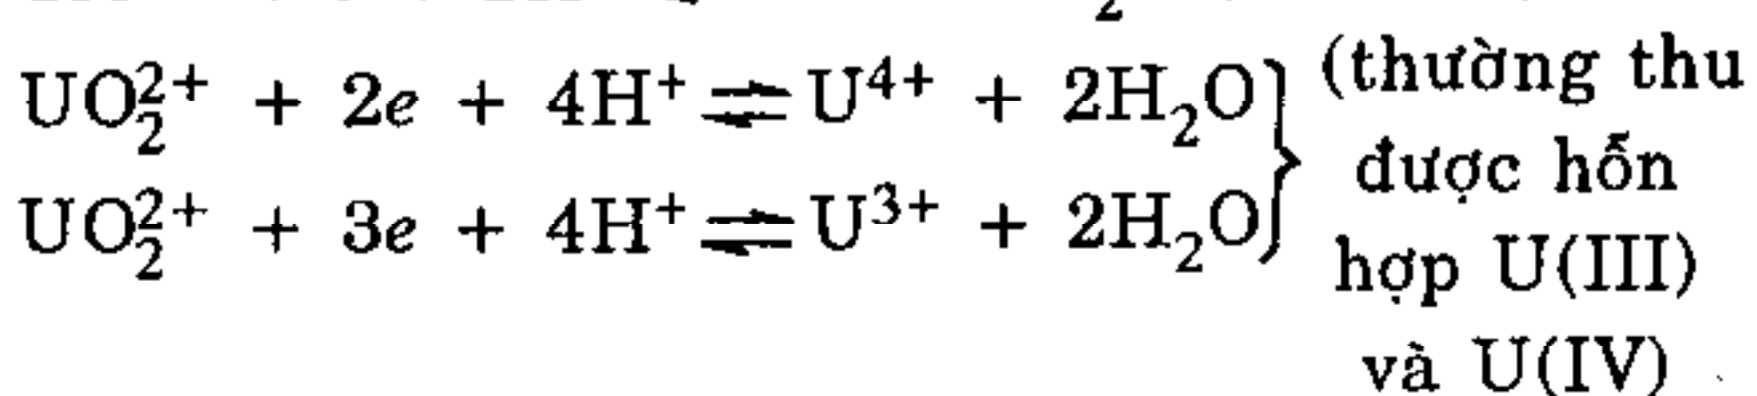 UO₂²⁺ + 2e + 4H⁺ ⇌ U⁴⁺ + 2H₂O
UO₂²⁺ + 3e + 4H⁺ ⇌ U³⁺ + 2H₂O
} (thường thu
được hỗn
hợp U(III)
và U(IV)